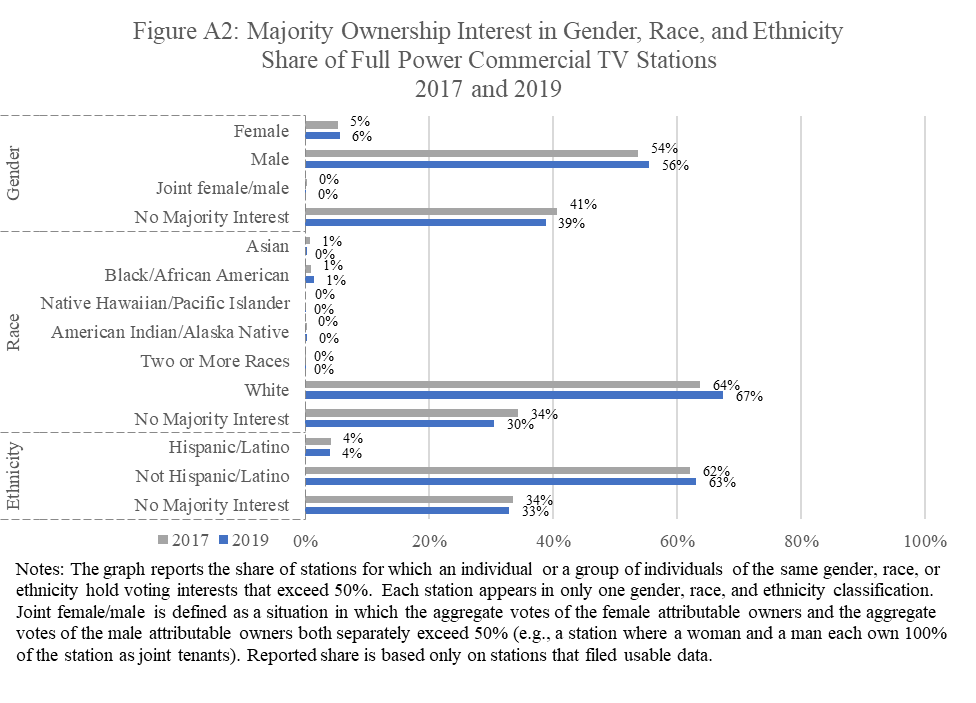 Figure A2: Majority Ownership Interest in Gender, Race, and Ethnicity
Share of Full Power Commercial TV Stations
2017 and 2019
Gender
Female
5%
6%
Male
54%
56%
Joint female/male
0%
0%
No Majority Interest
41%
39%
Race
Asian
1%
0%
Black/African American
1%
1%
Native Hawaiian/Pacific Islander
0%
0%
American Indian/Alaska Native
0%
0%
Two or More Races
0%
0%
White
64%
67%
No Majority Interest
34%
30%
Ethnicity
Hispanic/Latino
4%
4%
Not Hispanic/Latino
62%
63%
No Majority Interest
34%
33%
2017 2019
0% 20% 40% 60% 80% 100%
Notes: The graph reports the share of stations for which an individual or a group of individuals of the same gender, race, or
ethnicity hold voting interests that exceed 50%. Each station appears in only one gender, race, and ethnicity classification.
Joint female/male is defined as a situation in which the aggregate votes of the female attributable owners and the aggregate
votes of the male attributable owners both separately exceed 50% (e.g., a station where a woman and a man each own 100%
of the station as joint tenants). Reported share is based only on stations that filed usable data.